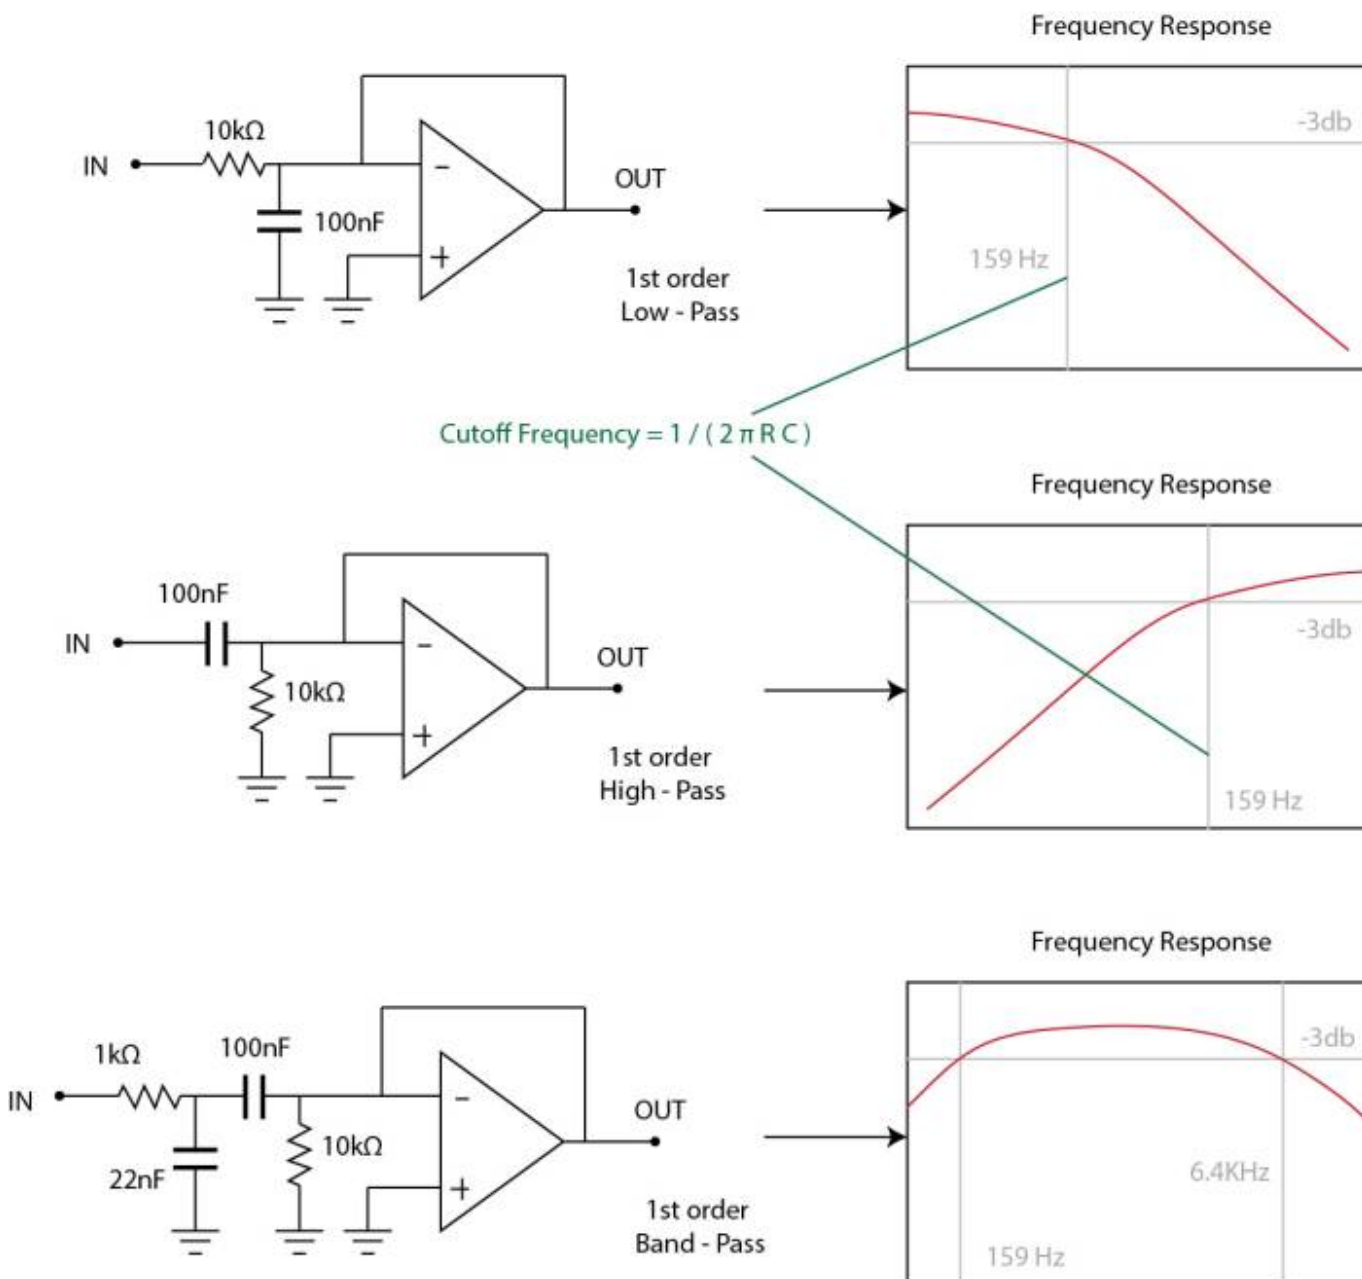 Frequency Response
10kΩ
IN
100nF
−
+
OUT
1st order
Low - Pass
-3db
159 Hz
Cutoff Frequency = 1 / ( 2 π R C )
Frequency Response
100nF
IN
10kΩ
−
+
OUT
1st order
High - Pass
-3db
159 Hz
Frequency Response
1kΩ
100nF
IN
22nF
10kΩ
−
+
OUT
1st order
Band - Pass
-3db
6.4KHz
159 Hz